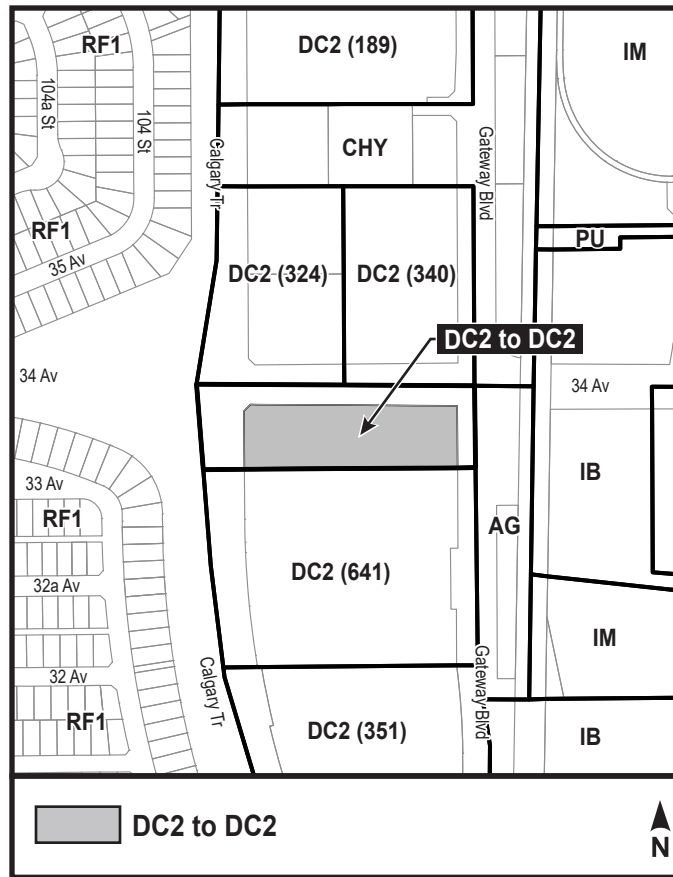 DC2 (189)
RF1
IM
104a St
104 St
Calgary Tr
CHY
Gateway Blvd
RF1
35 Av
PU
DC2 (324)
DC2 (340)
DC2 to DC2
34 Av
34 Av
33 Av
RF1
IB
AG
32a Av
DC2 (641)
IM
32 Av
Calgary Tr
Gateway Blvd
RF1
DC2 (351)
IB
DC2 to DC2
N